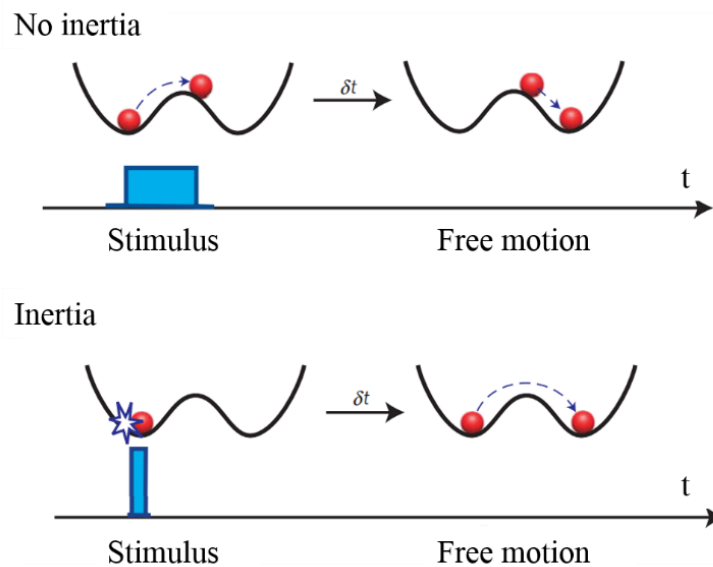 No inertia
δt
t
Stimulus
Free motion
Inertia
δt
t
Stimulus
Free motion